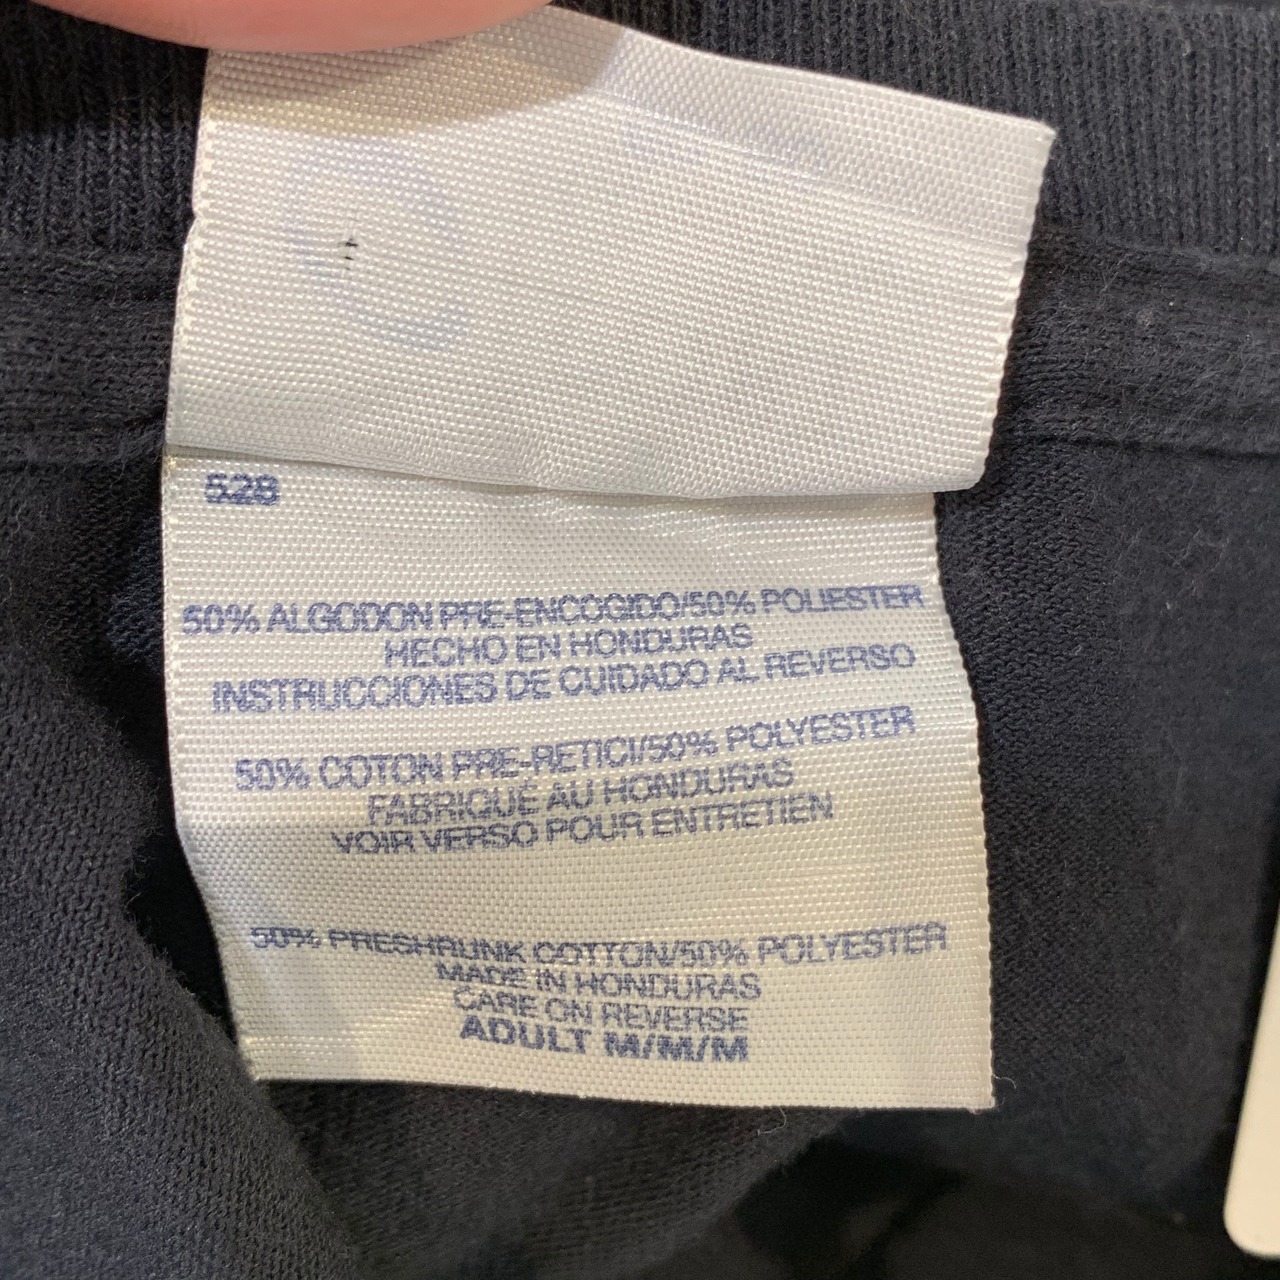 528
50% ALGODON PRE-ENCOGIDO/50% POLIESTER
HECHO EN HONDURAS
INSTRUCCIONES DE CUIDADO AL REVERSO
50% COTON PRE-RETICI/50% POLYESTER
FABRIQUÉ AU HONDURAS
VOIR VERSO POUR ENTRETIEN
50% PRESHRUNK COTTON/50% POLYESTER
MADE IN HONDURAS
CARE ON REVERSE
ADULT M/M/M